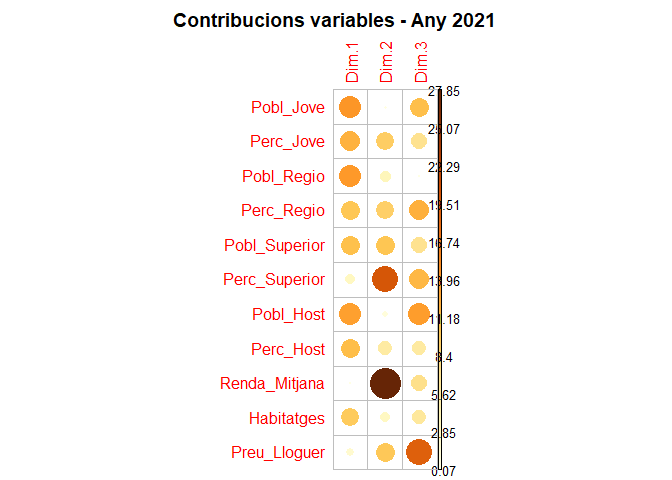 Contribucions variables - Any 2021
Dim.1 Dim.2 Dim.3
Pobl_Jove
Perc_Jove
Pobl_Regio
Perc_Regio
Pobl_Superior
Perc_Superior
Pobl_Host
Perc_Host
Renda_Mitjana
Habitatges
Preu_Lloguer
27.85
25.07
22.29
19.51
16.74
13.96
11.18
8.4
5.62
2.85
0.07